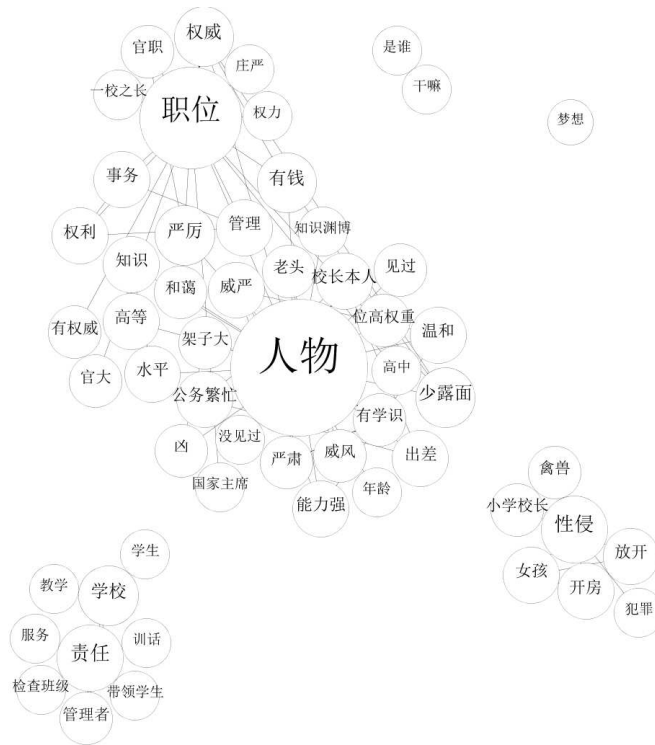 权威
官职
是谁
庄严
一校之长
干嘛
职位
权力
梦想
事务
有钱
权利
严厉
管理
知识渊博
知识
老头
校长本人
见过
和蔼
威严
有权威
高等
位高权重
温和
架子大
人物
官大
水平
高中
公务繁忙
少露面
有学识
凶
没见过
严肃
威风
出差
国家主席
能力强
年龄
禽兽
小学校长
性侵
女孩
放开
开房
犯罪
学生
教学
学校
服务
训话
责任
检查班级
带领学生
管理者